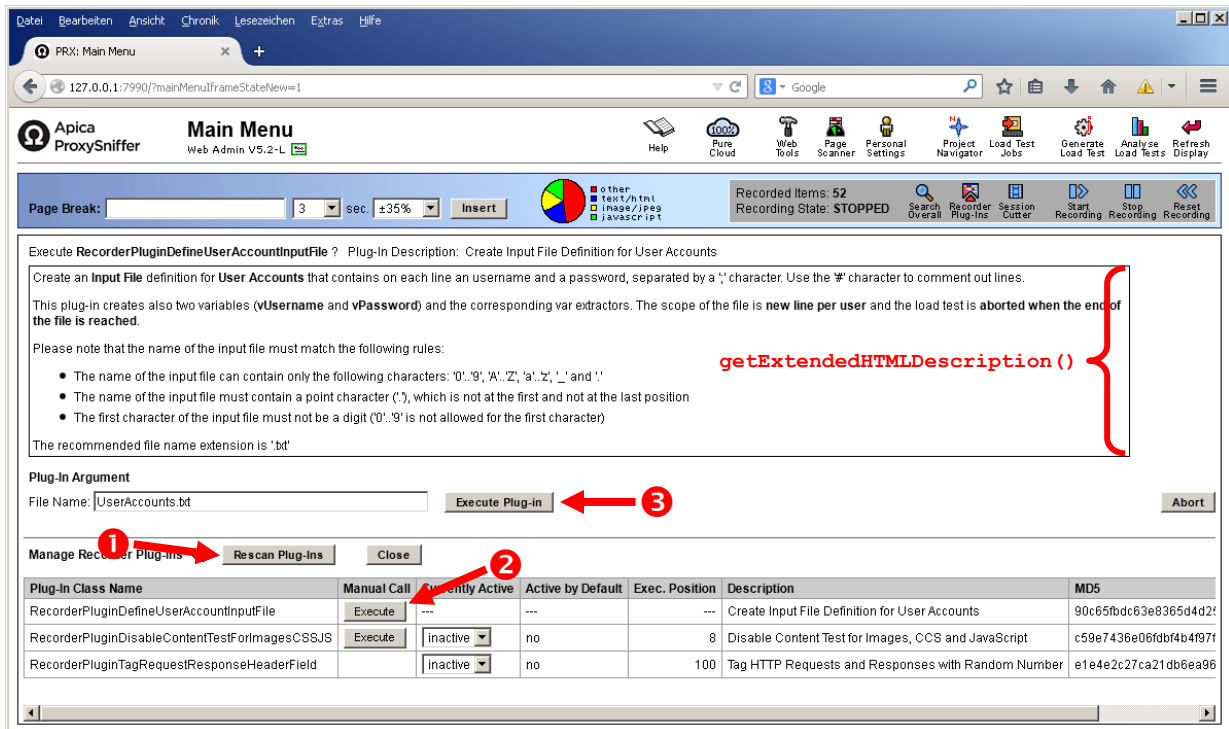 Datei Bearbeiten Ansicht Chronik Lesezeichen Extras Hilfe
PRX: Main Menu × +
127.0.0.1:7990/?mainMenuIframeStateNew=1
8 Google
Apica ProxySniffer
Main Menu
Web Admin V5.2-L
Help
100%
Pure Cloud
Web Tools
Page Scanner
Personal Settings
Project Navigator
Load Test Jobs
Generate Load Test
Analyse Load Tests
Refresh Display
Page Break: 3 sec. ±35% Insert
other
text/html
image/jpeg
javascript
Recorded Items: 52
Recording State: STOPPED
Search Overall
Recorder Plug-Ins
Session Cutter
Start Recording
Stop Recording
Reset Recording
Execute RecorderPluginDefineUserAccountInputFile ? Plug-In Description: Create Input File Definition for User Accounts
Create an Input File definition for User Accounts that contains on each line an username and a password, separated by a ';' character. Use the '#' character to comment out lines.
This plug-in creates also two variables (vUsername and vPassword) and the corresponding var extractors. The scope of the file is new line per user and the load test is aborted when the end of
the file is reached.
Please note that the name of the input file must match the following rules:
• The name of the input file can contain only the following characters: '0'..'9', 'A'..'Z', 'a'..'z', '_' and '.'
• The name of the input file must contain a point character ('.'), which is not at the first and not at the last position
• The first character of the input file must not be a digit ('0'..'9' is not allowed for the first character)
The recommended file name extension is '.txt'
getExtendedHTMLDescription()
Plug-In Argument
File Name: UserAccounts.txt Execute Plug-in 3 Abort
1
Manage Recorder Plug-Ins Rescan Plug-Ins Close
2
Plug-In Class Name Manual Call Currently Active Active by Default Exec. Position Description MD5
RecorderPluginDefineUserAccountInputFile Execute --- --- --- Create Input File Definition for User Accounts 90c65fbdc63e8365d4d25
RecorderPluginDisableContentTestForImagesCSSJS Execute inactive no 8 Disable Content Test for Images, CCS and JavaScript c59e7436e06fdbf4b4f97f
RecorderPluginTagRequestResponseHeaderField inactive no 100 Tag HTTP Requests and Responses with Random Number e1e4e2c27ca21db6ea96